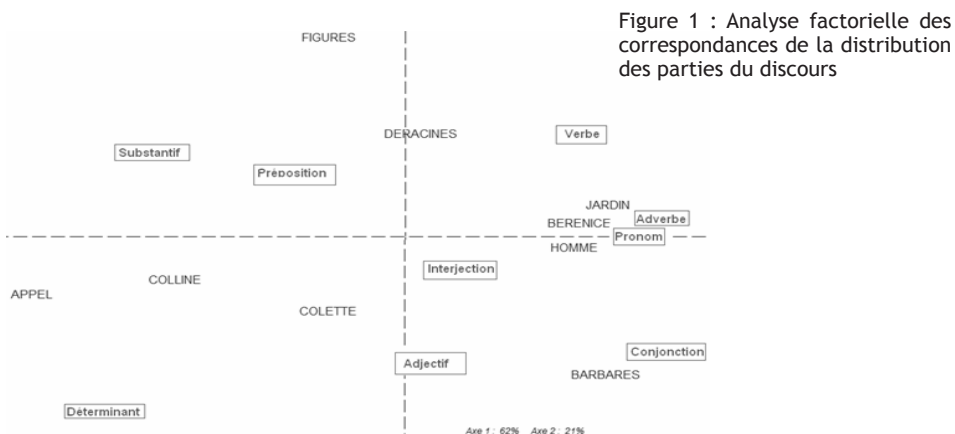 Figure 1 : Analyse factorielle des
correspondances de la distribution
des parties du discours
FIGURES
DERACINES
Verbe
Substantif
Préposition
JARDIN
BERENICE
Adverbe
Pronom
HOMME
Interjection
COLLINE
APPEL
COLETTE
Conjonction
Adjectif
BARBARES
Déterminant
Axe 1 : 62% Axe 2 : 21%